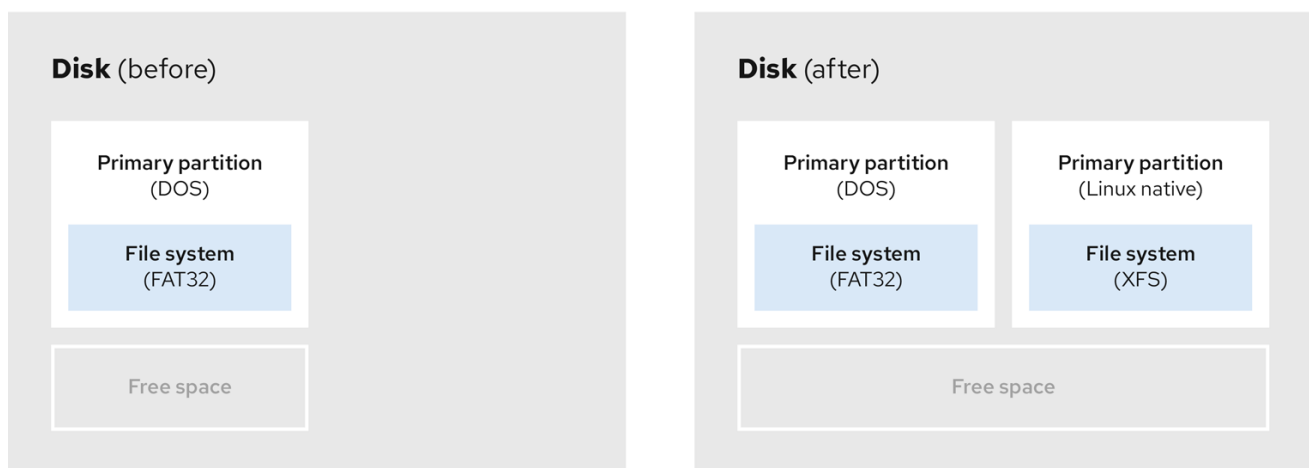 Disk (before)
Primary partition
(DOS)
File system
(FAT32)
Free space
Disk (after)
Primary partition
(DOS)
File system
(FAT32)
Primary partition
(Linux native)
File system
(XFS)
Free space